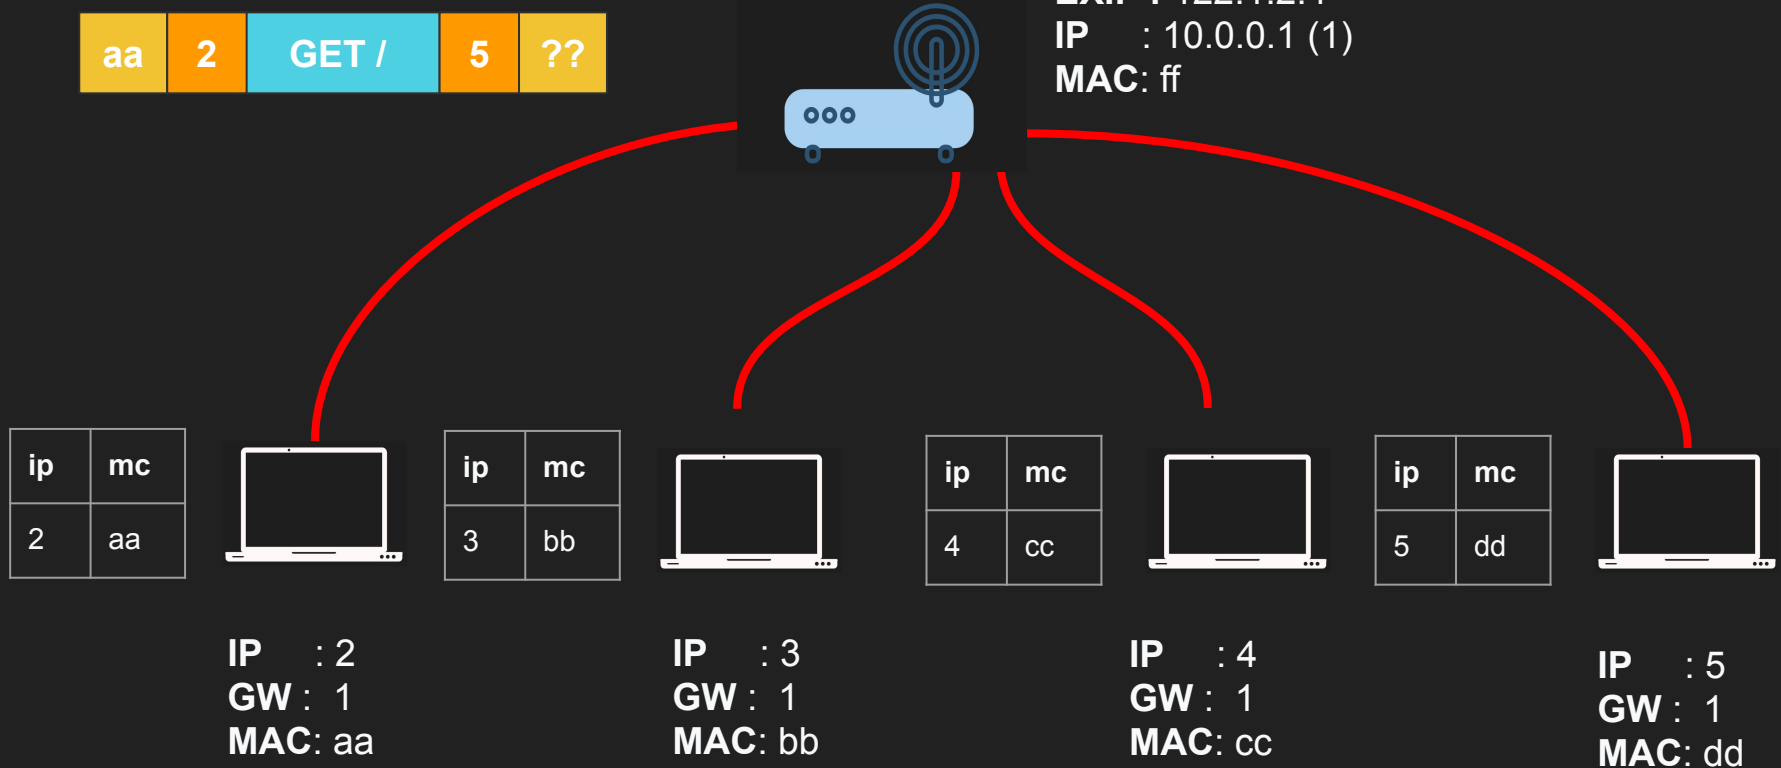 aa 2 GET / 5 ??
IP : 10.0.0.1 (1)
MAC: ff
ip mc
2 aa
ip mc
3 bb
ip mc
4 cc
ip mc
5 dd
IP : 2
GW : 1
MAC: aa
IP : 3
GW : 1
MAC: bb
IP : 4
GW : 1
MAC: cc
IP : 5
GW : 1
MAC: dd